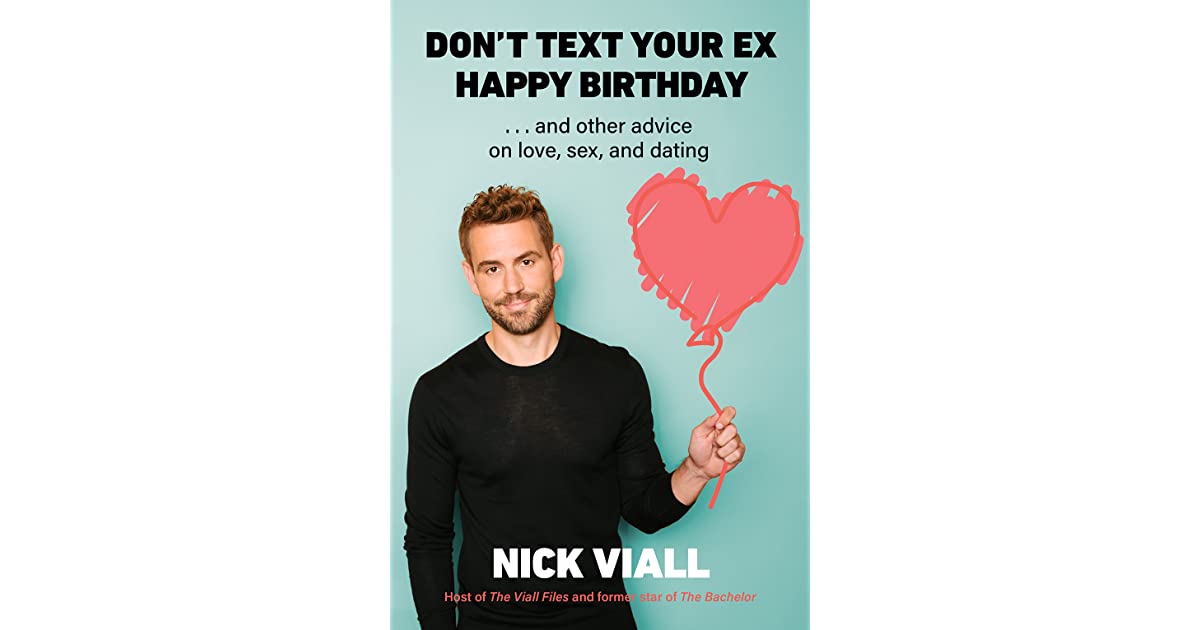 DON'T TEXT YOUR EX
HAPPY BIRTHDAY
. . . and other advice
on love, sex, and dating
NICK VIALL
Host of The Viall Files and former star of The Bachelor